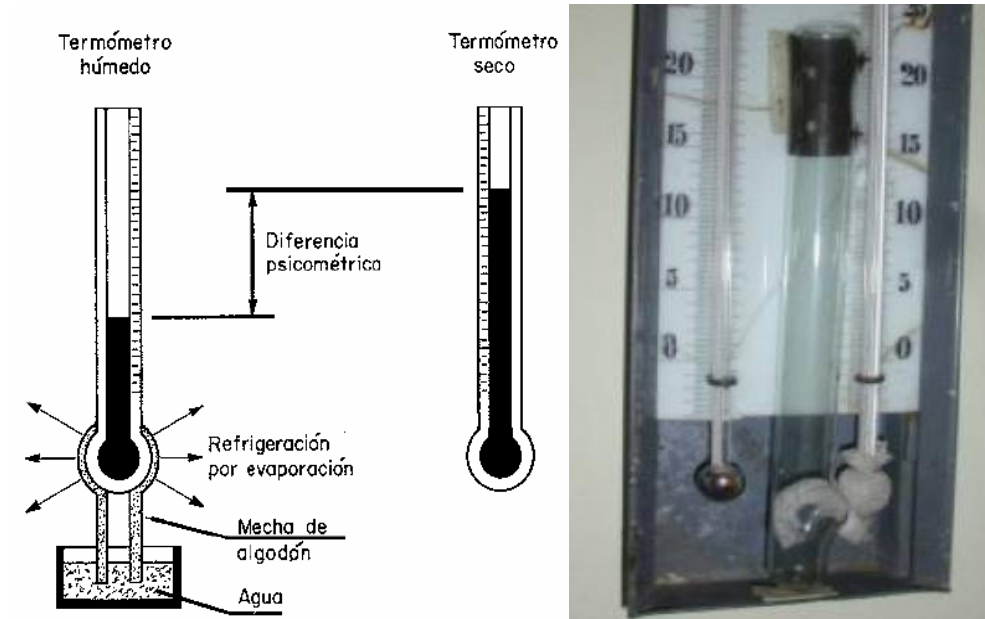 Termómetro
húmedo
Termómetro
seco
Diferencia
psicométrica
Refrigeración
por evaporación
Mecha de
algodón
Agua
20
20
15
15
10
10
5
5
0
0